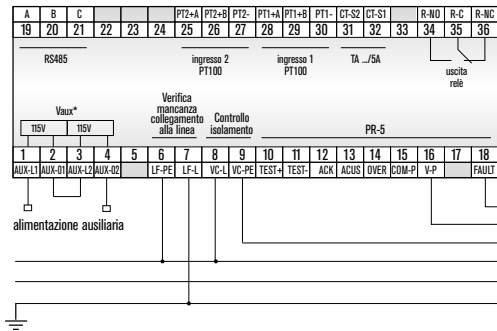 A B C PT2+A PT2+B PT2- PT1+A PT1+B PT1- CT-S2 CT-S1 R-NO R-C R-NC
19 20 21 22 23 24 25 26 27 28 29 30 31 32 33 34 35 36
RS485
ingresso 2
PT100
ingresso 1
PT100
TA .../5A
uscita
relè
Vaux*
115V 115V
Verifica
mancanza
collegamento
alla linea
Controllo
isolamento
PR-5
1 2 3 4 5 6 7 8 9 10 11 12 13 14 15 16 17 18
AUX-L1 AUX-01 AUX-L2 AUX-02 LF-PE LF-L VC-L VC-PE TEST+ TEST- ACK ACUS OVER COM-P V-P FAULT
alimentazione ausiliaria